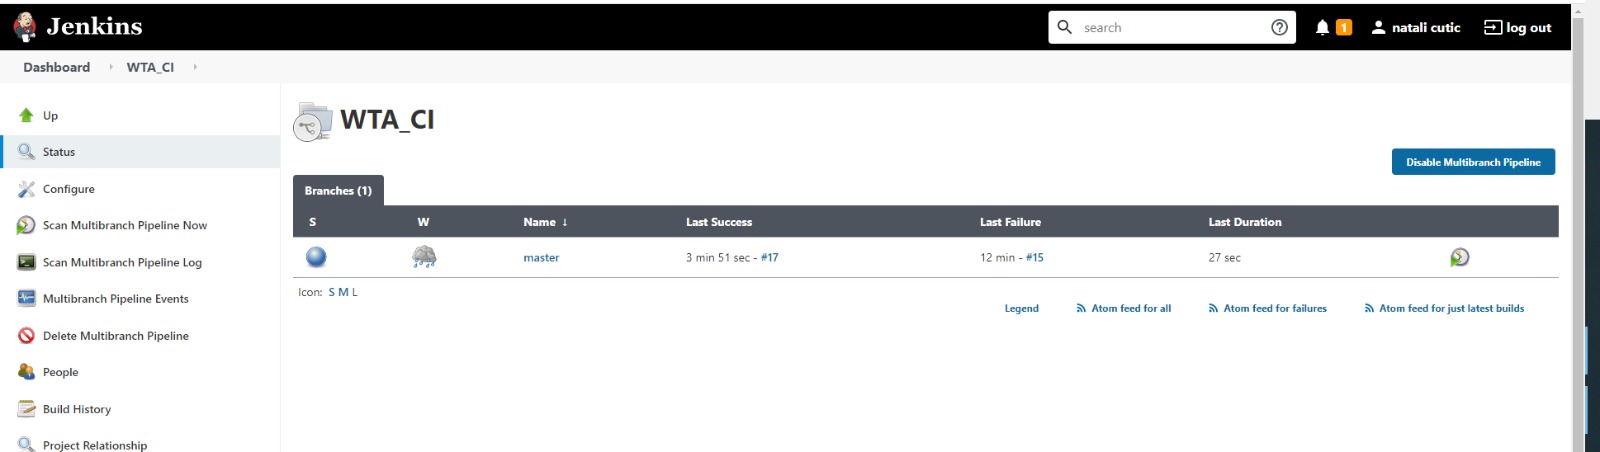 Jenkins
search
1
natali cutic
log out
Dashboard
WTA_CI
Up
Status
Configure
Scan Multibranch Pipeline Now
Scan Multibranch Pipeline Log
Multibranch Pipeline Events
Delete Multibranch Pipeline
People
Build History
Project Relationship
WTA_CI
Disable Multibranch Pipeline
Branches (1)
S W Name ↓ Last Success Last Failure Last Duration
master 3 min 51 sec - #17 12 min - #15 27 sec
Icon: S M L
Legend Atom feed for all Atom feed for failures Atom feed for just latest builds